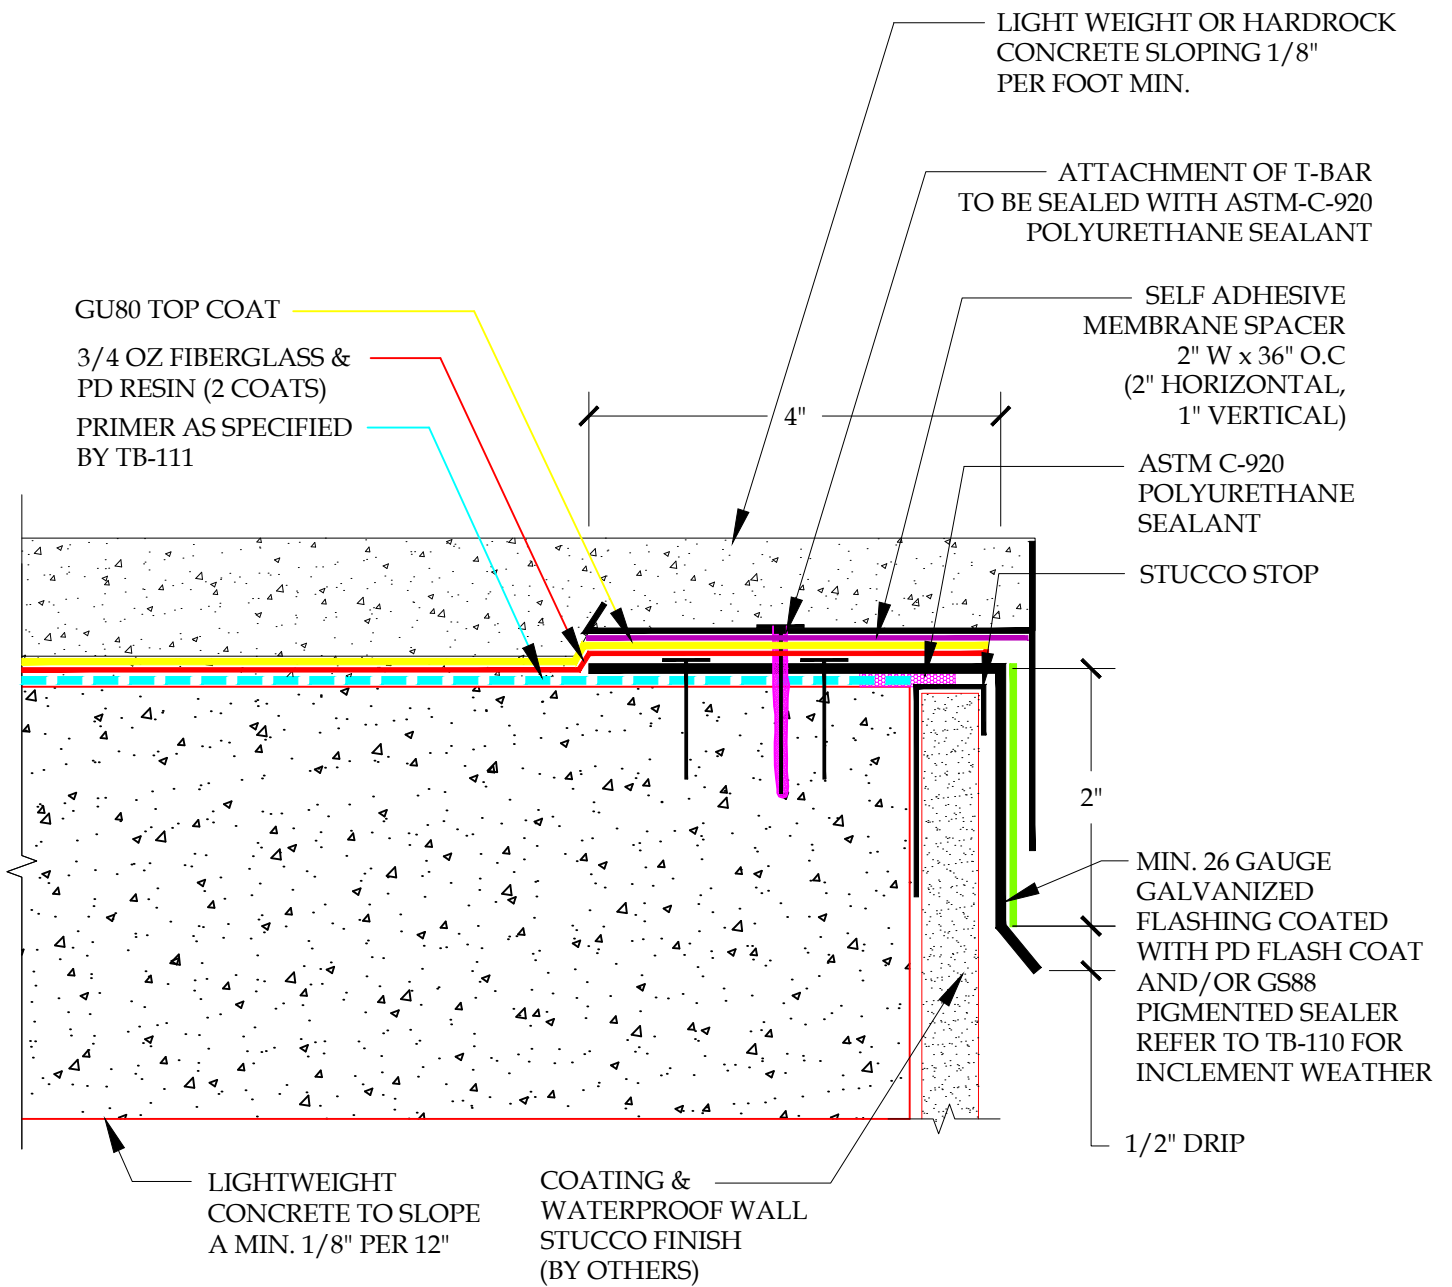 LIGHT WEIGHT OR HARDROCK
CONCRETE SLOPING 1/8"
PER FOOT MIN.
ATTACHMENT OF T-BAR
TO BE SEALED WITH ASTM-C-920
POLYURETHANE SEALANT
SELF ADHESIVE
MEMBRANE SPACER
2" W x 36" O.C
(2" HORIZONTAL,
1" VERTICAL)
GU80 TOP COAT
3/4 OZ FIBERGLASS &
PD RESIN (2 COATS)
PRIMER AS SPECIFIED
BY TB-111
4"
ASTM C-920
POLYURETHANE
SEALANT
STUCCO STOP
2"
MIN. 26 GAUGE
GALVANIZED
FLASHING COATED
WITH PD FLASH COAT
AND/OR GS88
PIGMENTED SEALER
REFER TO TB-110 FOR
INCLEMENT WEATHER
1/2" DRIP
LIGHTWEIGHT
CONCRETE TO SLOPE
A MIN. 1/8" PER 12"
COATING &
WATERPROOF WALL
STUCCO FINISH
(BY OTHERS)